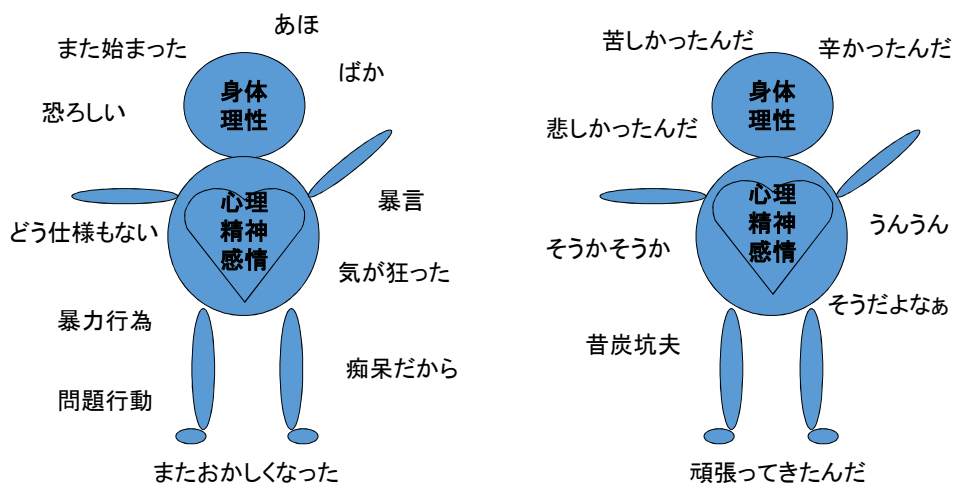 あほ
また始まった
ばか
身体
理性
恐ろしい
心理
精神
感情
暴言
どう仕様もない
気が狂った
暴力行為
痴呆だから
問題行動
またおかしくなった
苦しかったんだ
辛かったんだ
身体
理性
悲しかったんだ
心理
精神
感情
うんうん
そうかそうか
そうだよなぁ
昔炭坑夫
頑張ってきたんだ